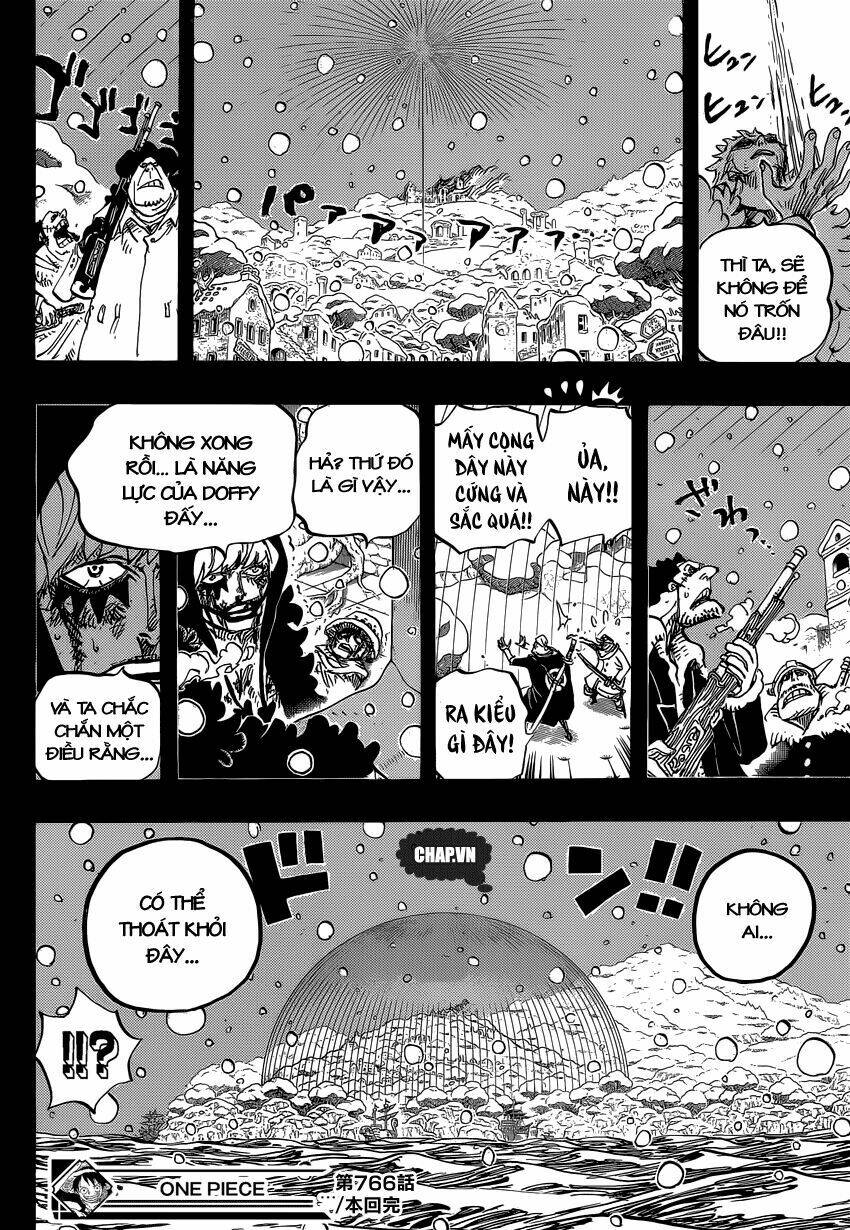 ヒュン
ヒュン
THÌ TA, SẼ
KHÔNG ĐỂ
NÓ TRỐN
ĐÂU!!
パァァァァァ…
ザワ…
ỦA,
NÀY!!
MẤY CỌNG
DÂY NÀY
CỨNG VÀ
SẮC QUÁ!!
RA KIỂU
GÌ ĐÂY!
HẢ? THỨ ĐÓ
LÀ GÌ VẬY...
KHÔNG XONG
RỒI... LÀ NĂNG
LỰC CỦA DOFFY
ĐẤY...
VÀ TA CHẮC
CHẮN MỘT
ĐIỀU RẰNG...
KHÔNG
AI...
ドン!!
CHAP.VN
CÓ THỂ
THOÁT KHỎI
ĐÂY...
!!?
ONE PIECE
第766話
/本回完